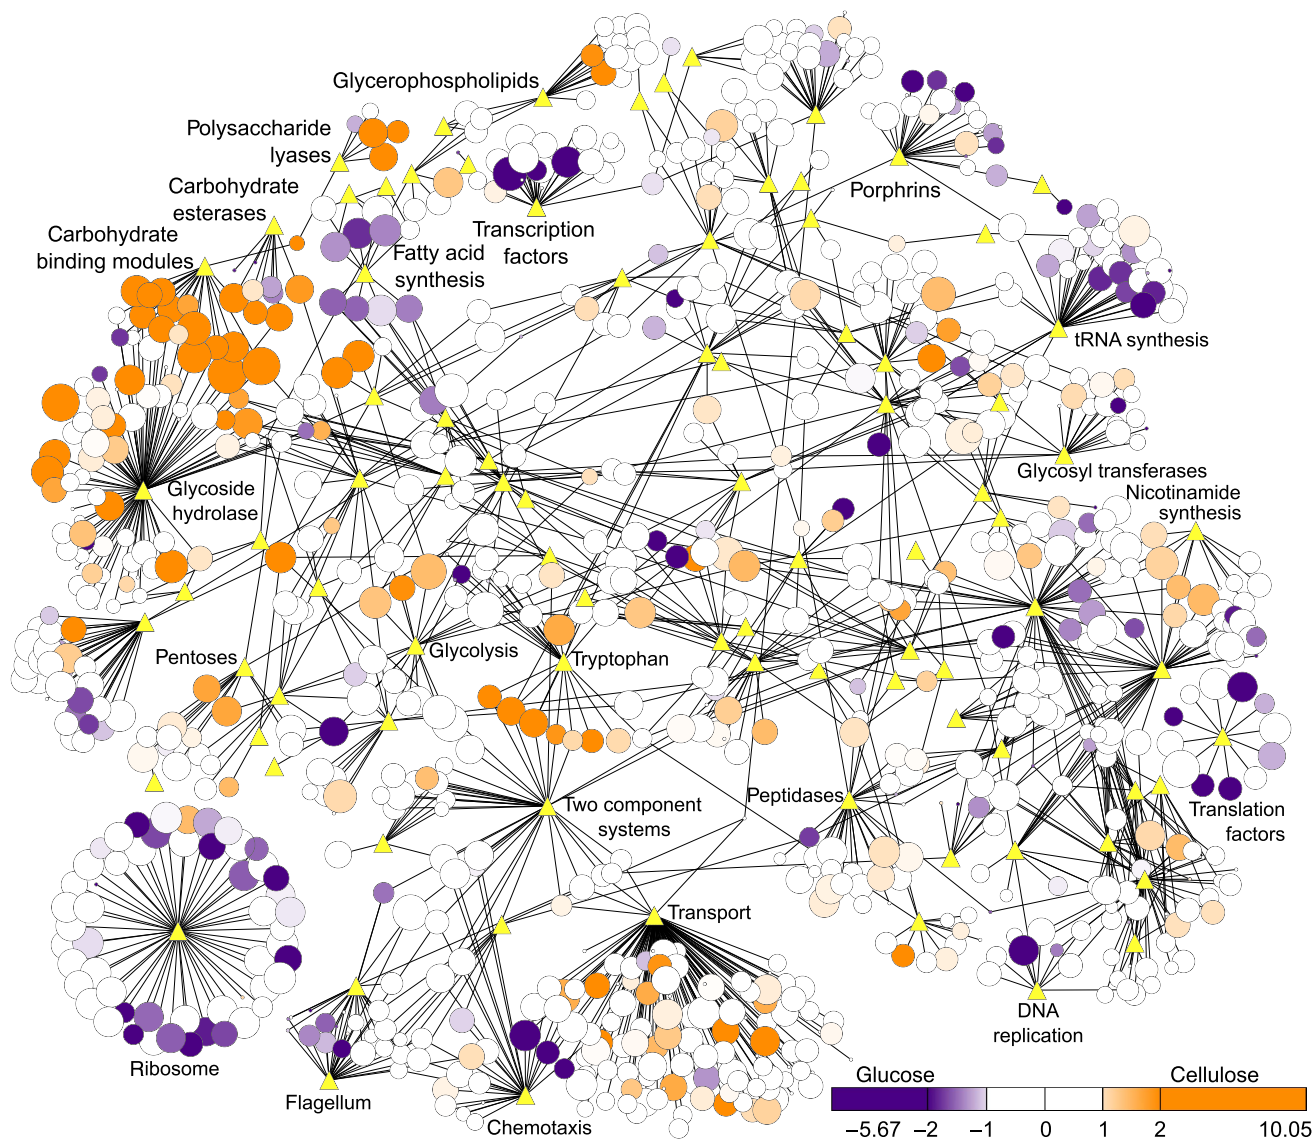 Glycerophospholipids
Polysaccharide
lyases
Carbohydrate
esterases
Carbohydrate
binding modules
Fatty acid
synthesis
Transcription
factors
Porphrins
tRNA synthesis
Glycosyl transferases
Nicotinamide
synthesis
Glycoside
hydrolase
Pentoses
Glycolysis
Tryptophan
Two component
systems
Peptidases
Translation
factors
Transport
Ribosome
Flagellum
Chemotaxis
DNA
replication
Glucose
Cellulose
−5.67 −2 −1 0 1 2 10.05